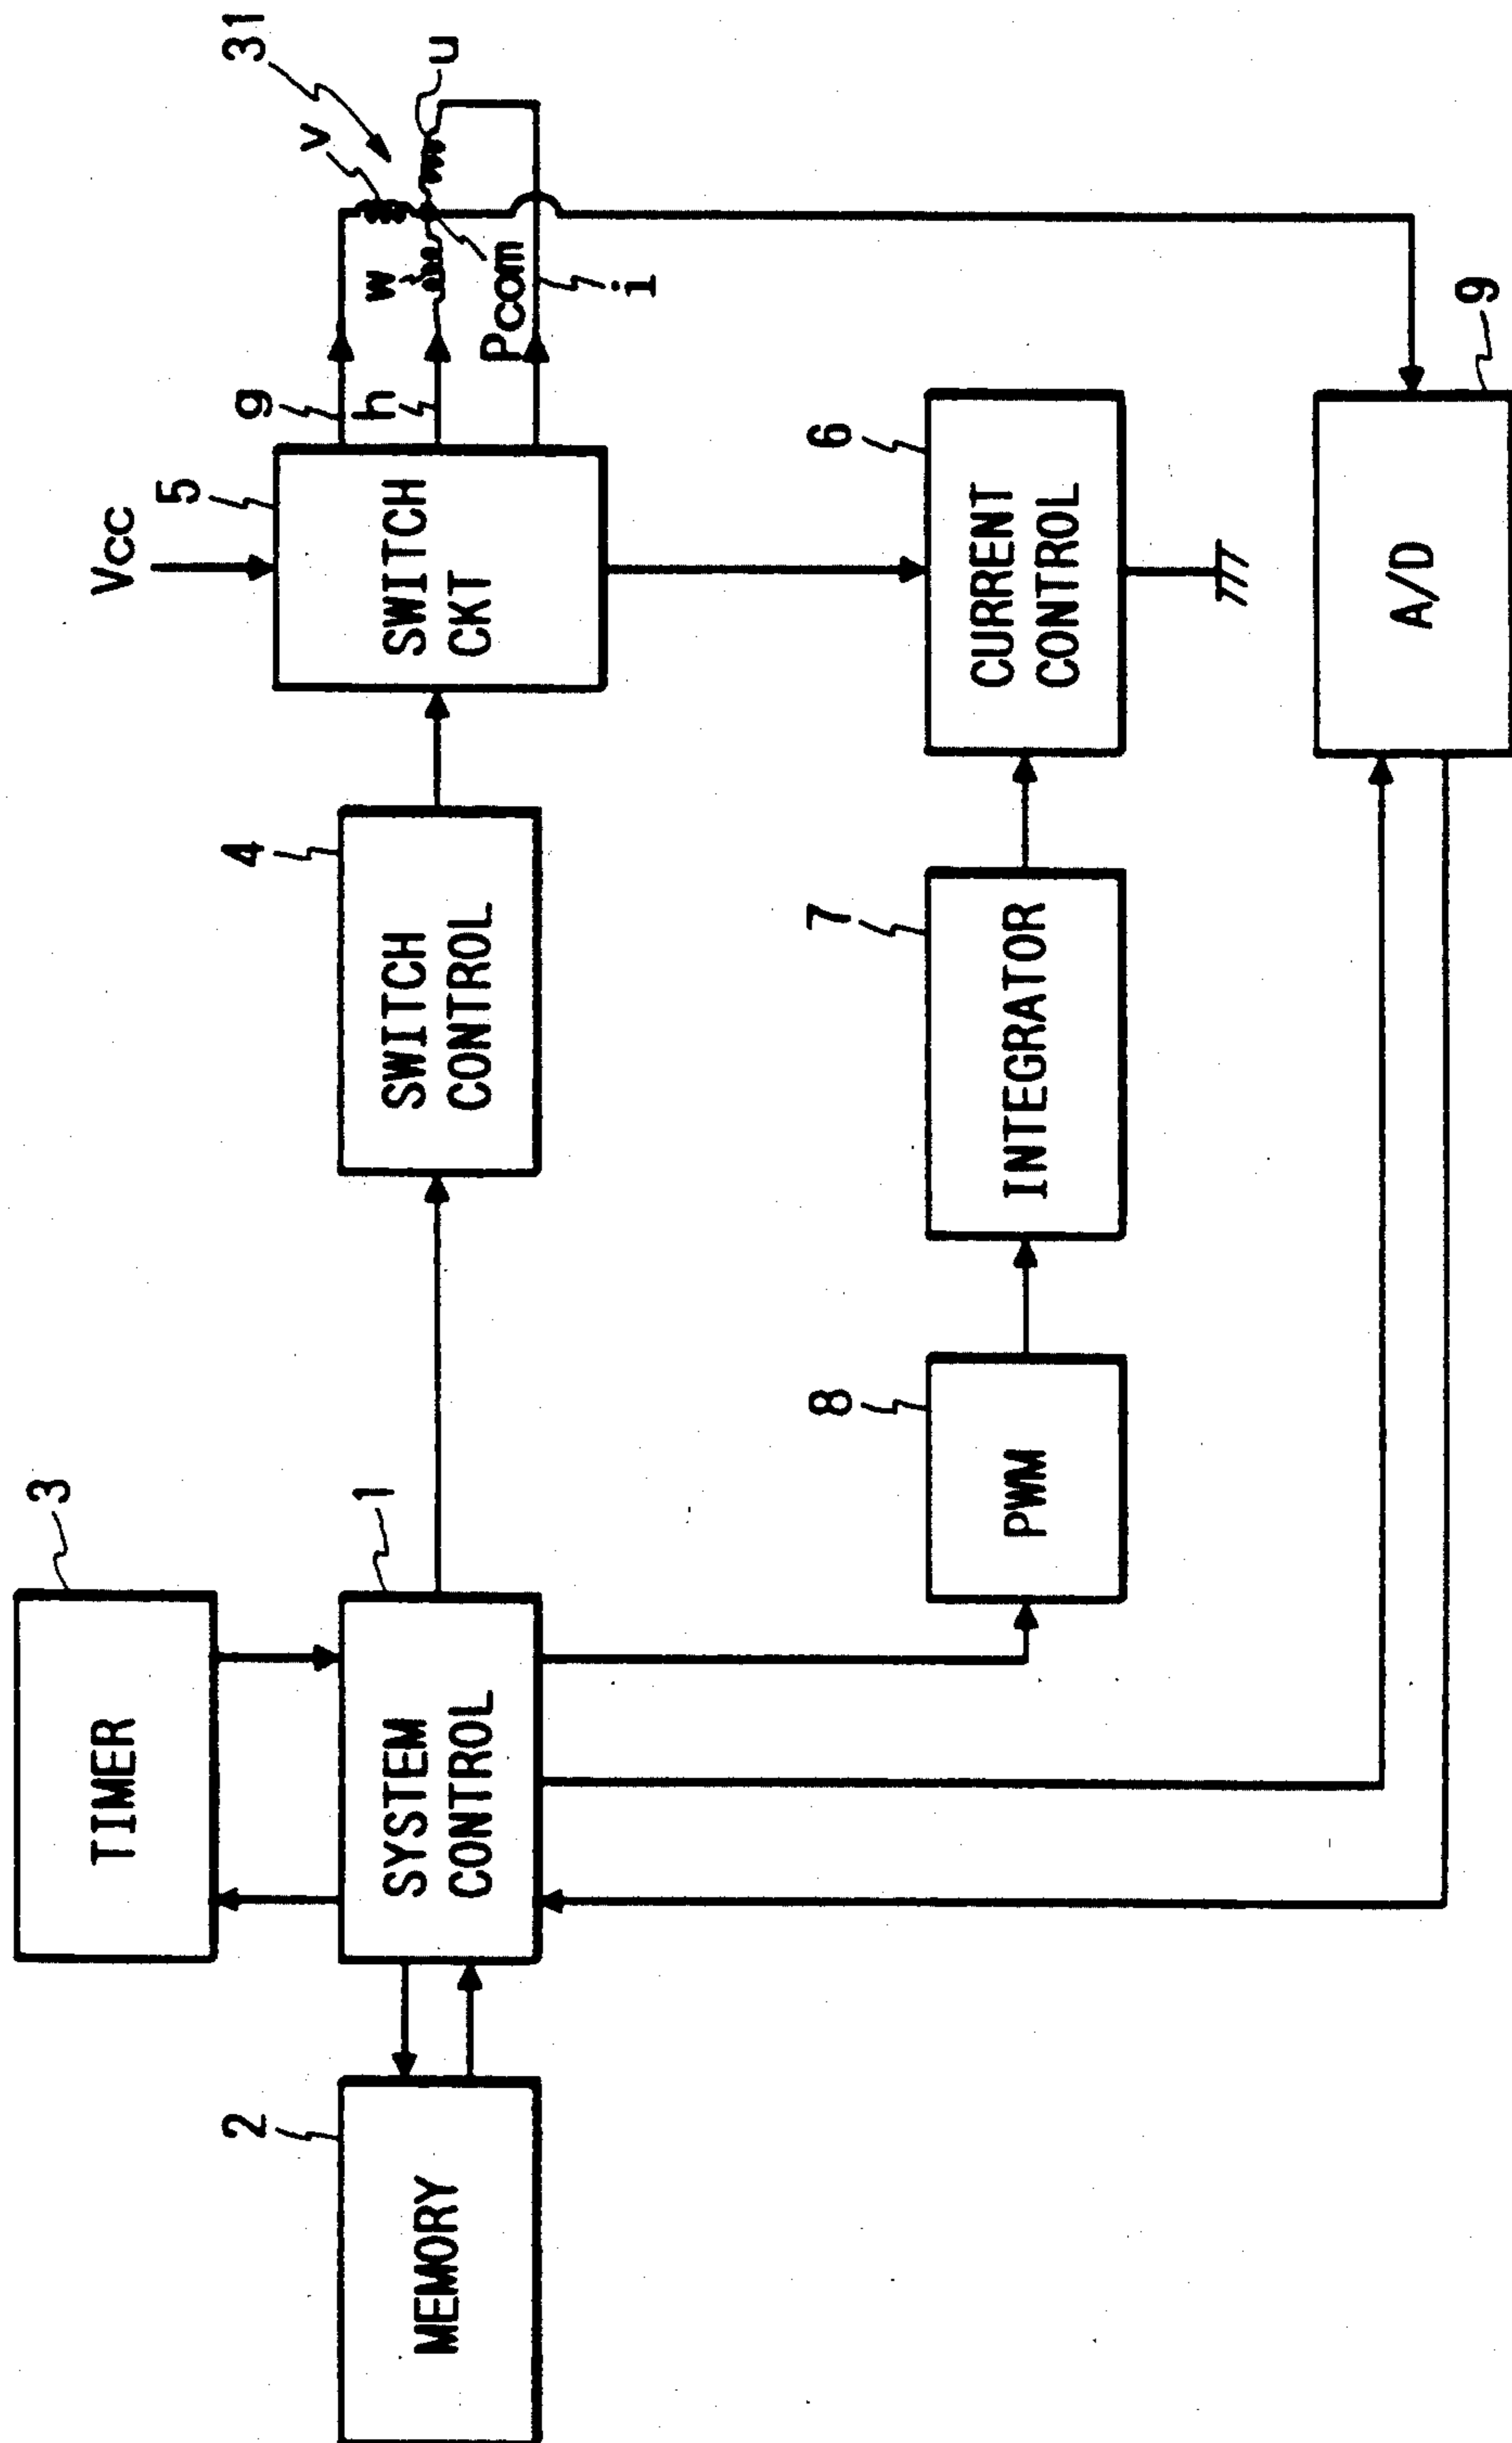 3
TIMER
2
MEMORY
1
SYSTEM
CONTROL
4
SWITCH
CONTROL
Vcc
5
SWITCH
CKT
g
h
i
v
w
u
Pcom
31
8
PWM
7
INTEGRATOR
6
CURRENT
CONTROL
9
A/D